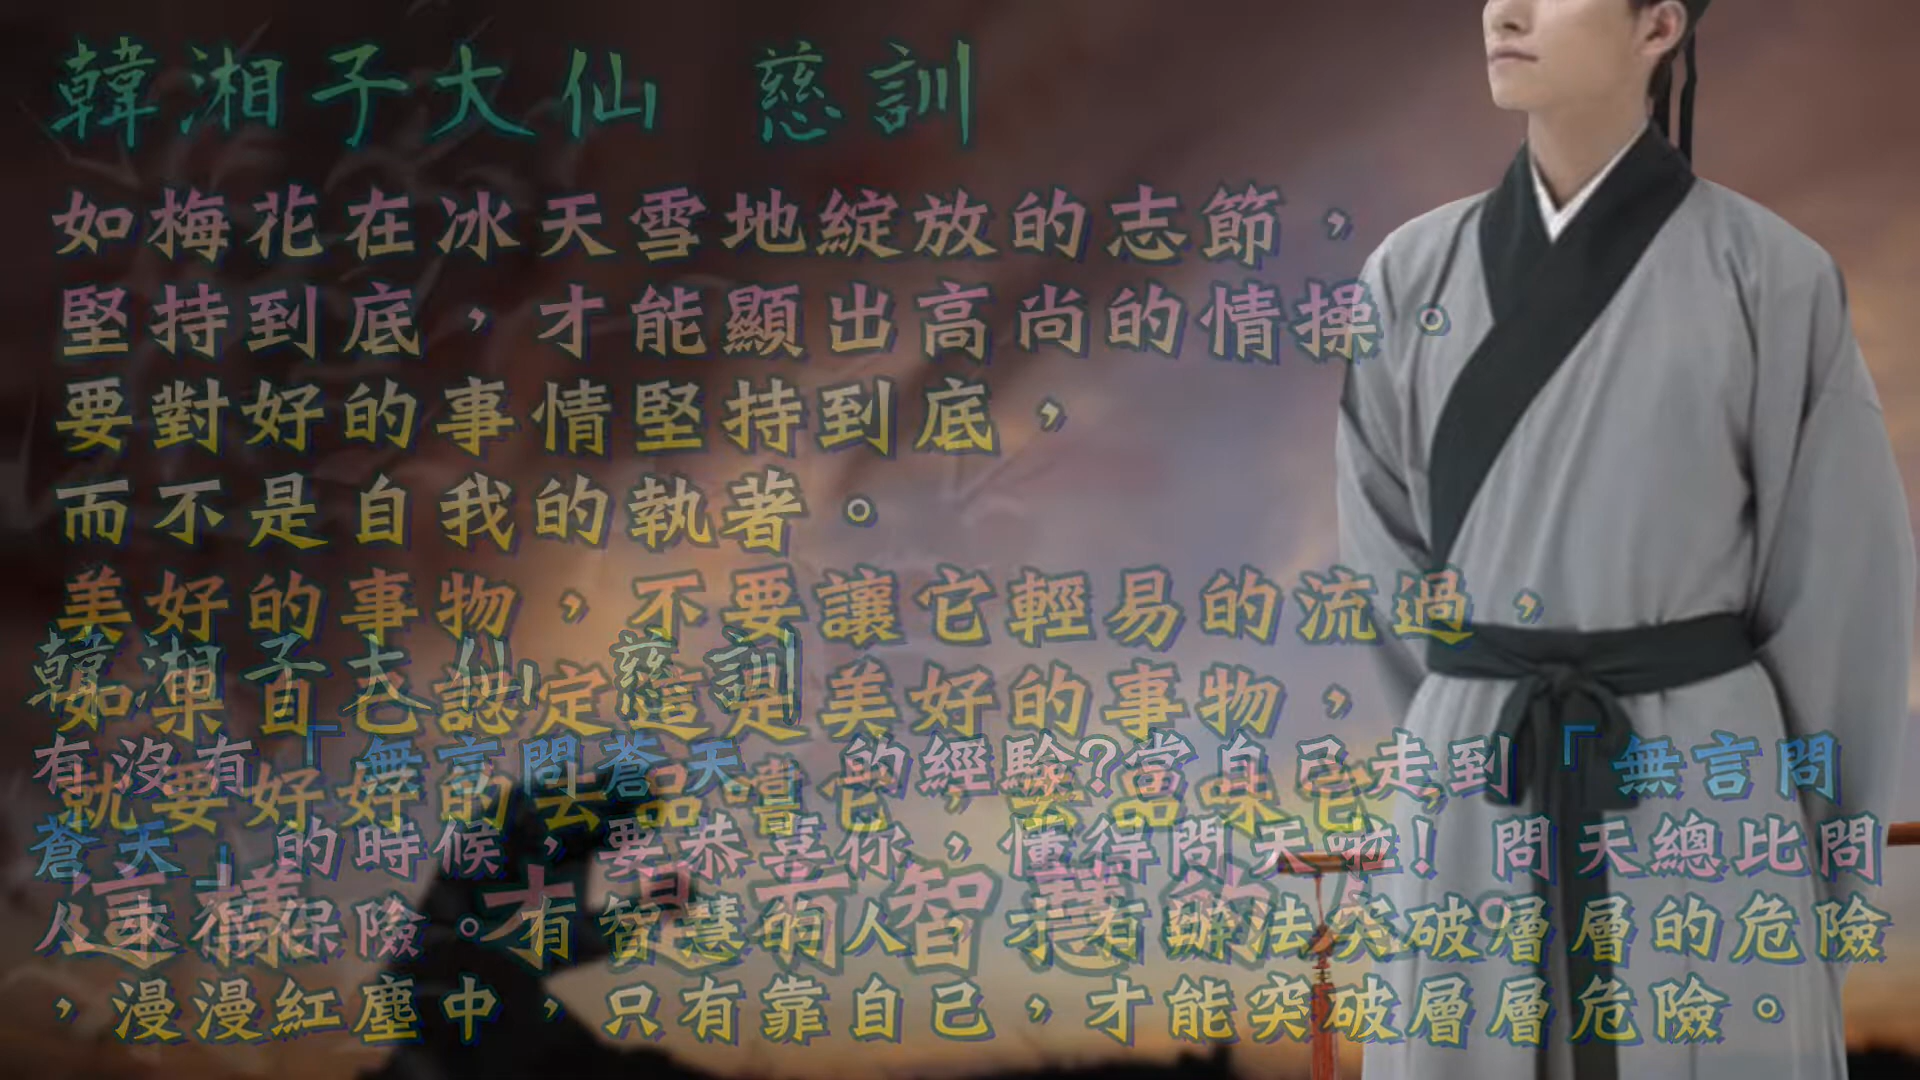 韓湘子大仙 慈訓
如梅花在冰天雪地綻放的志節，
堅持到底，才能顯出高尚的情操。
要對好的事情堅持到底，
而不是自我的執著。
美好的事物，不要讓它輕易的流過，
如果自己認定這是美好的事物，
就要好好的去品嚐它，去品味它，
這樣，才是有智慧的人。
韓湘子大仙 慈訓
有沒有「無言問蒼天」的經驗?當自己走到「無言問
蒼天」的時候，要恭喜你，懂得問天啦！問天總比問
人來得保險。有智慧的人，才有辦法突破層層的危險
，漫漫紅塵中，只有靠自己，才能突破層層危險。